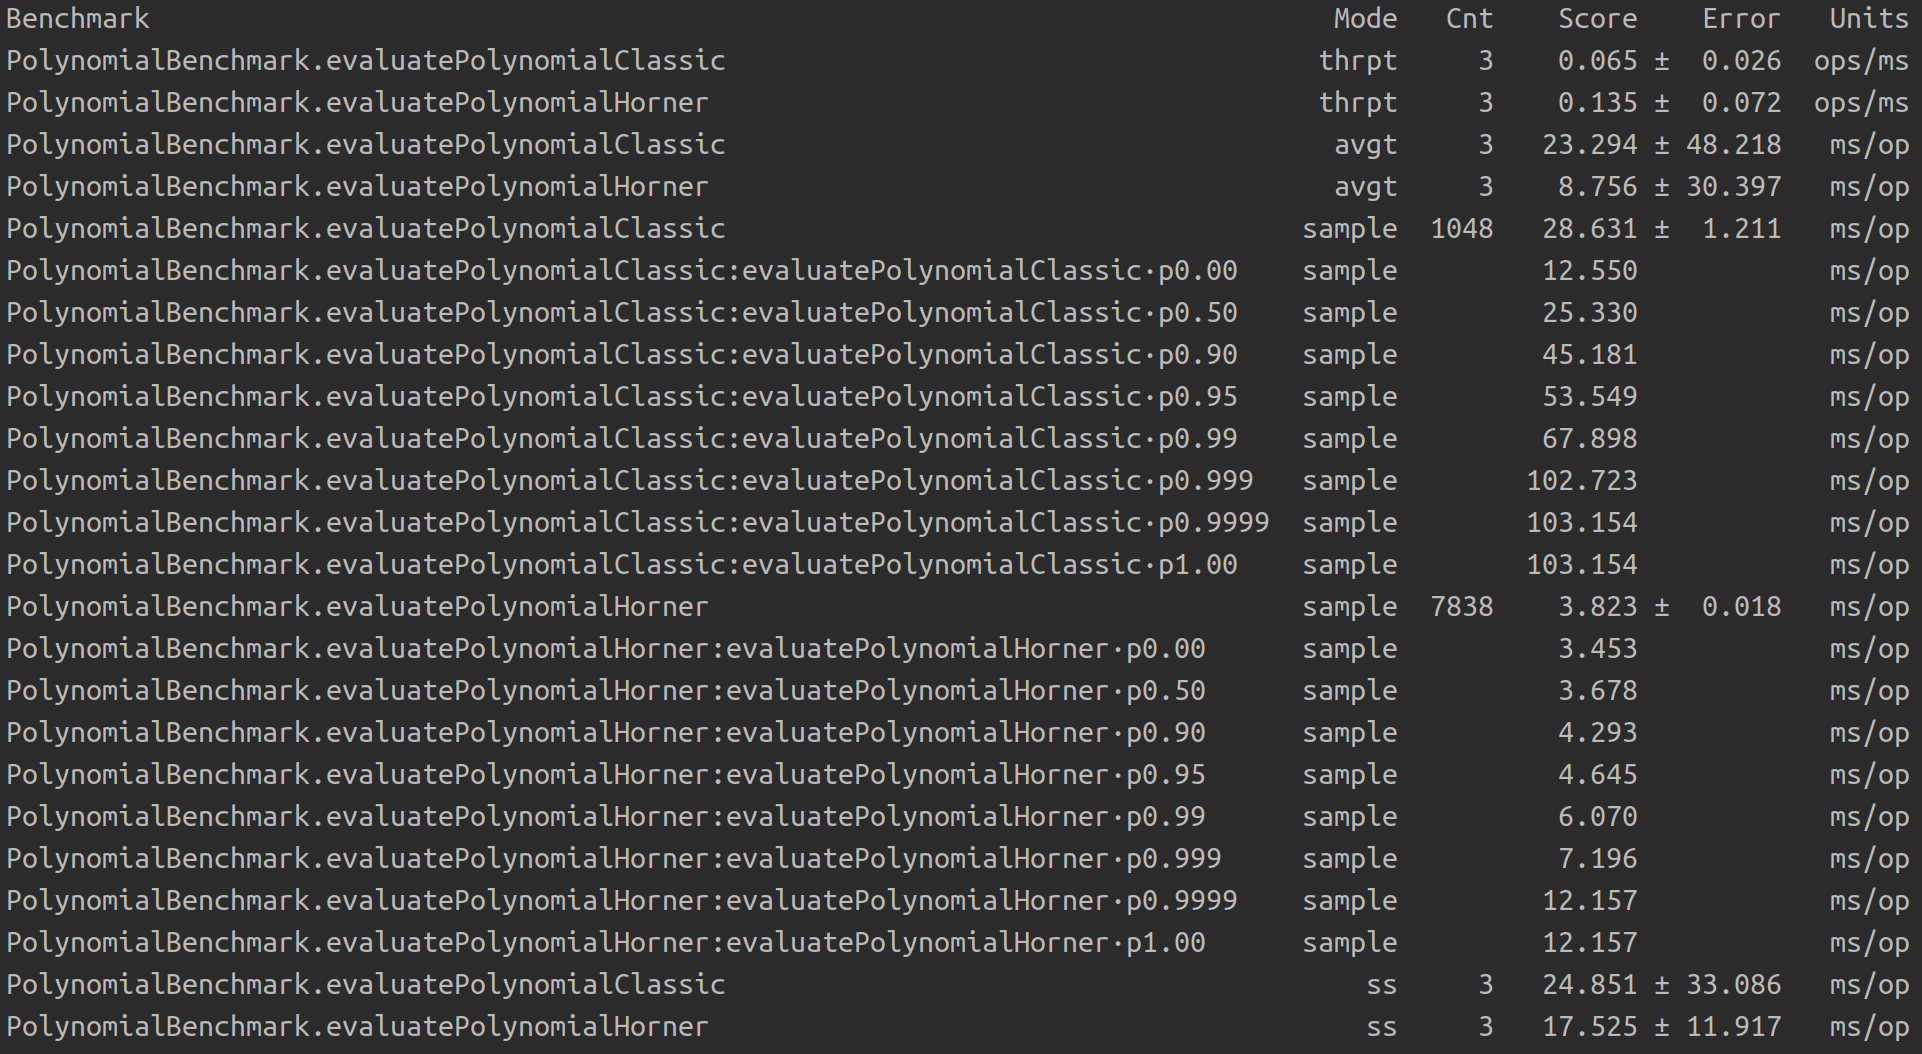 Benchmark Mode Cnt Score Error Units
PolynomialBenchmark.evaluatePolynomialClassic thrpt 3 0.065 ± 0.026 ops/ms
PolynomialBenchmark.evaluatePolynomialHorner thrpt 3 0.135 ± 0.072 ops/ms
PolynomialBenchmark.evaluatePolynomialClassic avgt 3 23.294 ± 48.218 ms/op
PolynomialBenchmark.evaluatePolynomialHorner avgt 3 8.756 ± 30.397 ms/op
PolynomialBenchmark.evaluatePolynomialClassic sample 1048 28.631 ± 1.211 ms/op
PolynomialBenchmark.evaluatePolynomialClassic:evaluatePolynomialClassic·p0.00 sample 12.550 ms/op
PolynomialBenchmark.evaluatePolynomialClassic:evaluatePolynomialClassic·p0.50 sample 25.330 ms/op
PolynomialBenchmark.evaluatePolynomialClassic:evaluatePolynomialClassic·p0.90 sample 45.181 ms/op
PolynomialBenchmark.evaluatePolynomialClassic:evaluatePolynomialClassic·p0.95 sample 53.549 ms/op
PolynomialBenchmark.evaluatePolynomialClassic:evaluatePolynomialClassic·p0.99 sample 67.898 ms/op
PolynomialBenchmark.evaluatePolynomialClassic:evaluatePolynomialClassic·p0.999 sample 102.723 ms/op
PolynomialBenchmark.evaluatePolynomialClassic:evaluatePolynomialClassic·p0.9999 sample 103.154 ms/op
PolynomialBenchmark.evaluatePolynomialClassic:evaluatePolynomialClassic·p1.00 sample 103.154 ms/op
PolynomialBenchmark.evaluatePolynomialHorner sample 7838 3.823 ± 0.018 ms/op
PolynomialBenchmark.evaluatePolynomialHorner:evaluatePolynomialHorner·p0.00 sample 3.453 ms/op
PolynomialBenchmark.evaluatePolynomialHorner:evaluatePolynomialHorner·p0.50 sample 3.678 ms/op
PolynomialBenchmark.evaluatePolynomialHorner:evaluatePolynomialHorner·p0.90 sample 4.293 ms/op
PolynomialBenchmark.evaluatePolynomialHorner:evaluatePolynomialHorner·p0.95 sample 4.645 ms/op
PolynomialBenchmark.evaluatePolynomialHorner:evaluatePolynomialHorner·p0.99 sample 6.070 ms/op
PolynomialBenchmark.evaluatePolynomialHorner:evaluatePolynomialHorner·p0.999 sample 7.196 ms/op
PolynomialBenchmark.evaluatePolynomialHorner:evaluatePolynomialHorner·p0.9999 sample 12.157 ms/op
PolynomialBenchmark.evaluatePolynomialHorner:evaluatePolynomialHorner·p1.00 sample 12.157 ms/op
PolynomialBenchmark.evaluatePolynomialClassic ss 3 24.851 ± 33.086 ms/op
PolynomialBenchmark.evaluatePolynomialHorner ss 3 17.525 ± 11.917 ms/op